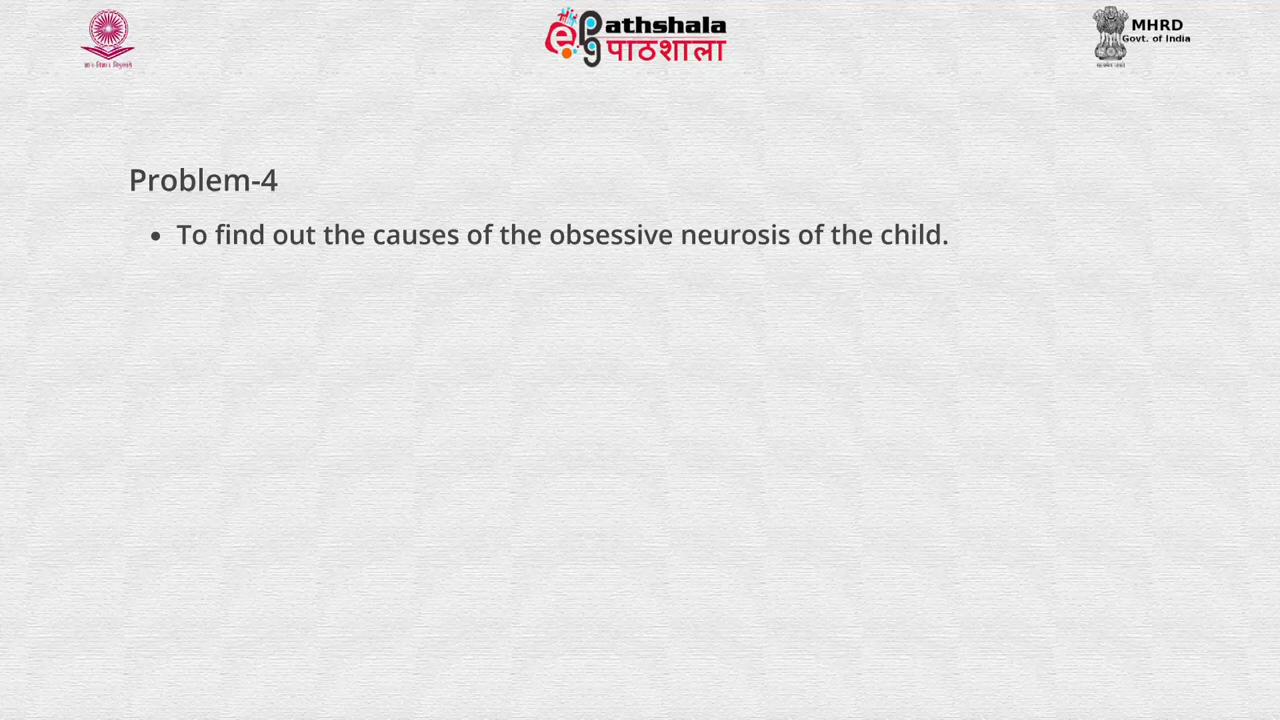 ePathshala
पाठशाला
MHRD
Govt. of India
Problem-4
• To find out the causes of the obsessive neurosis of the child.